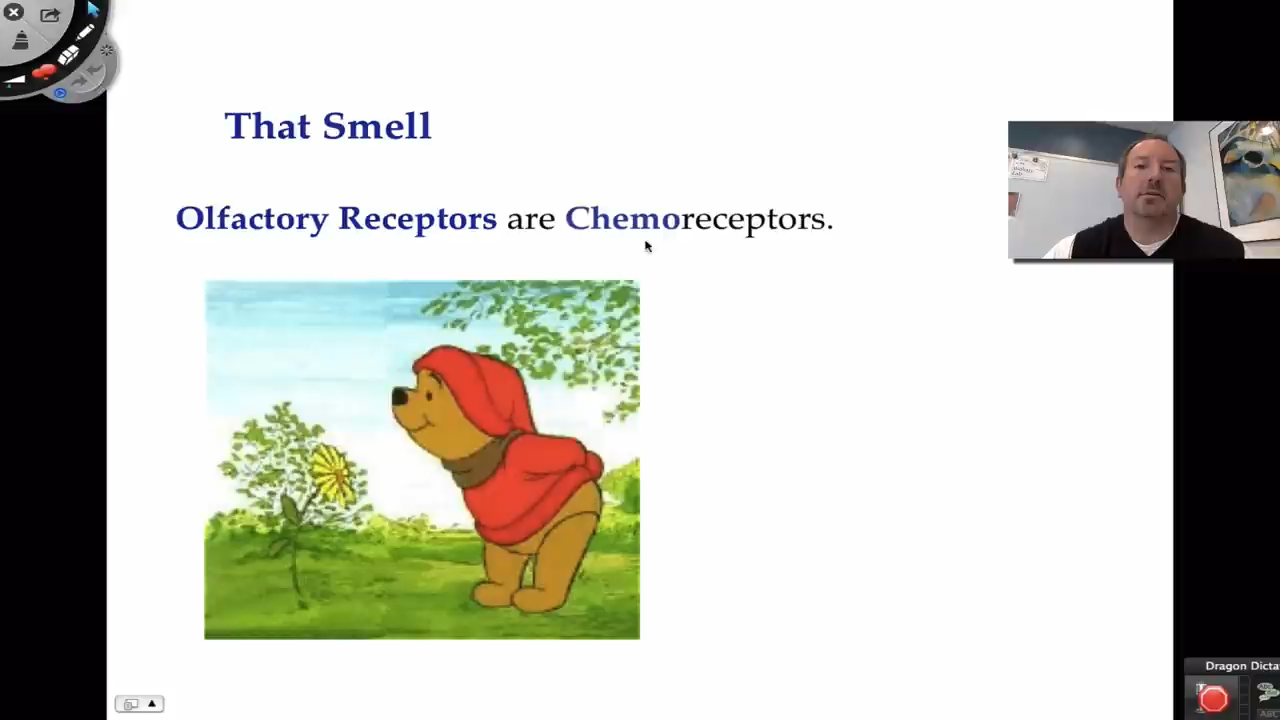 That Smell
Olfactory Receptors are Chemoreceptors.
Dragon Dicta